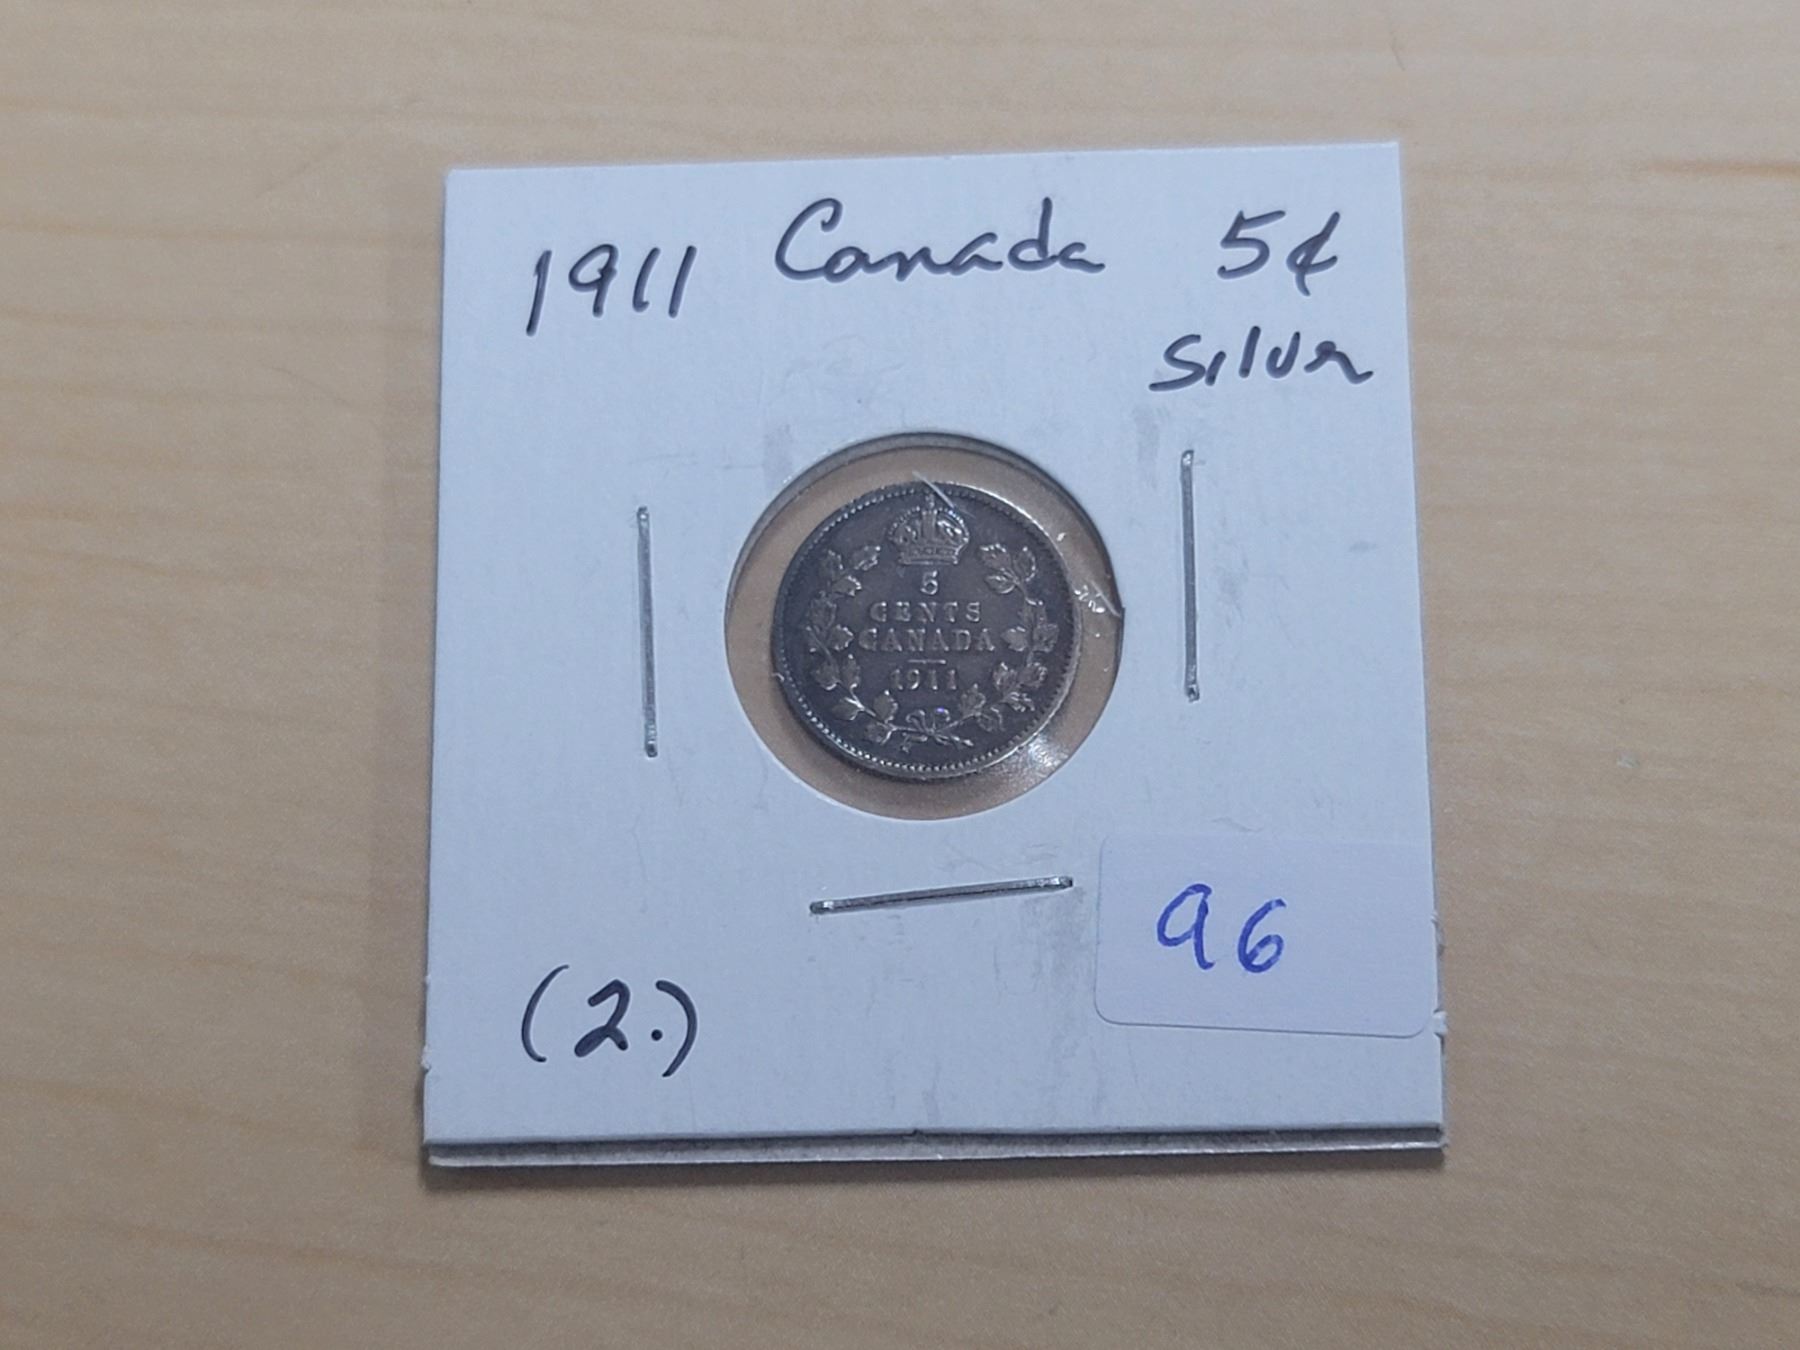 1911 Canada 5¢
Silver
5
CENTS
CANADA
1911
96
(2.)